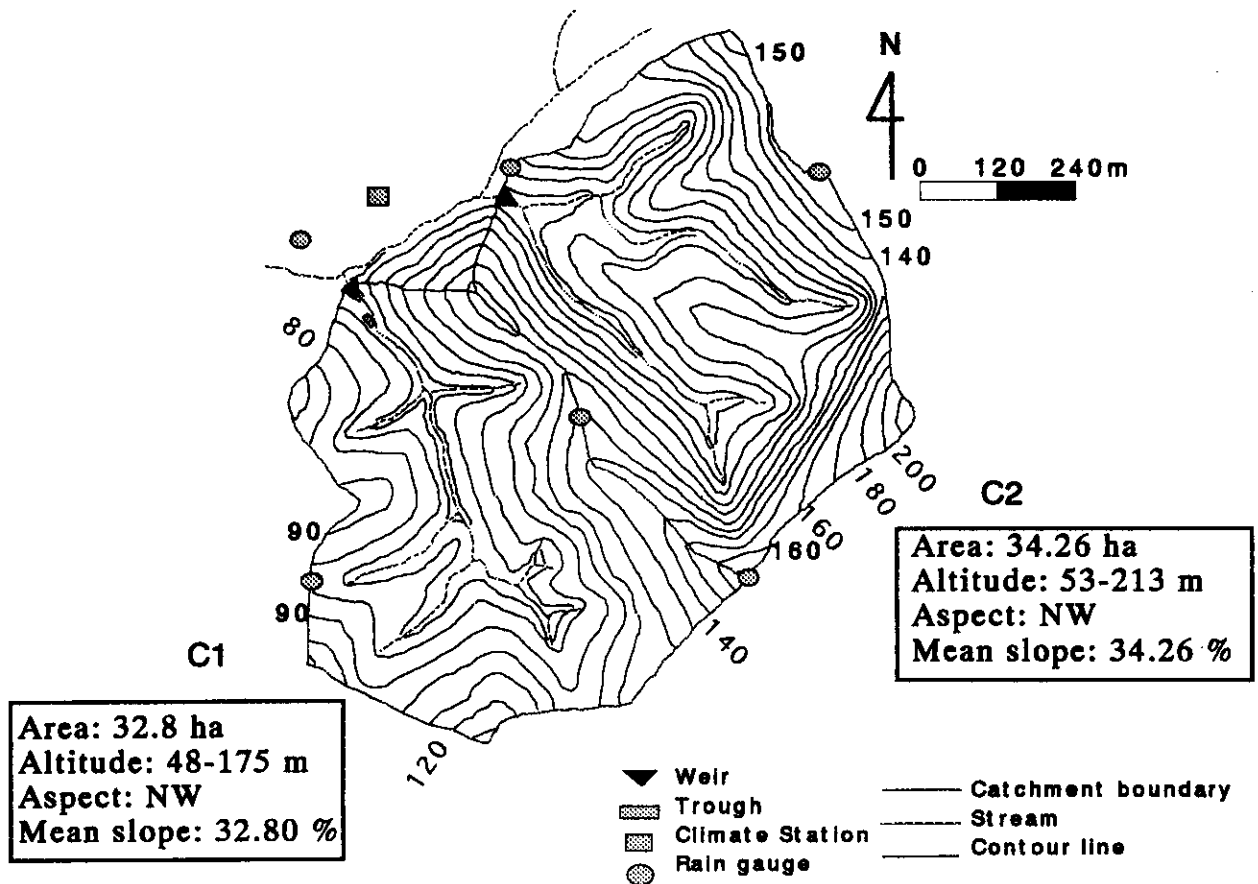 150
N
0 120 240m
150
140
80
200
180
160
160
140
90
90
120
C2
Area: 34.26 ha
Altitude: 53-213 m
Aspect: NW
Mean slope: 34.26 %
C1
Area: 32.8 ha
Altitude: 48-175 m
Aspect: NW
Mean slope: 32.80 %
Weir
Trough
Climate Station
Rain gauge
Catchment boundary
Stream
Contour line